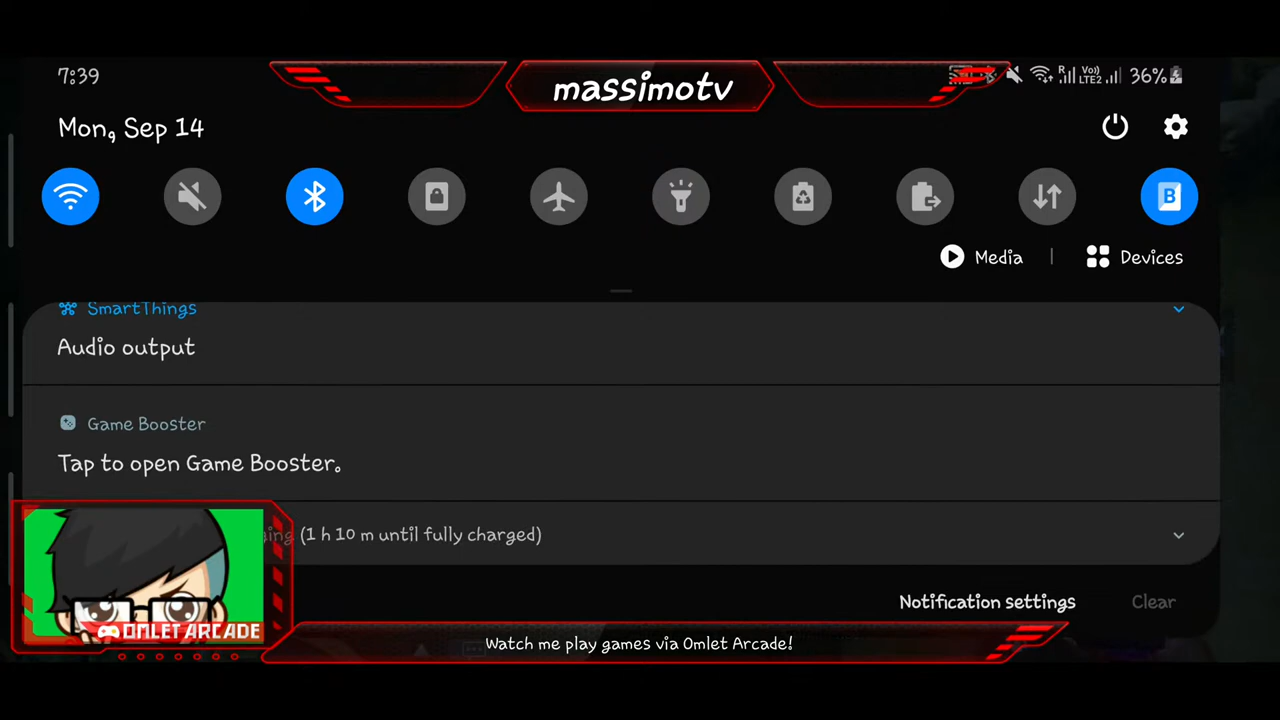 7:39
massimotv
36%
Mon, Sep 14
B
Media | Devices
SmartThings
Audio output
Game Booster
Tap to open Game Booster.
(1 h 10 m until fully charged)
OMLET ARCADE
Notification settings
Clear
Watch me play games via Omlet Arcade!